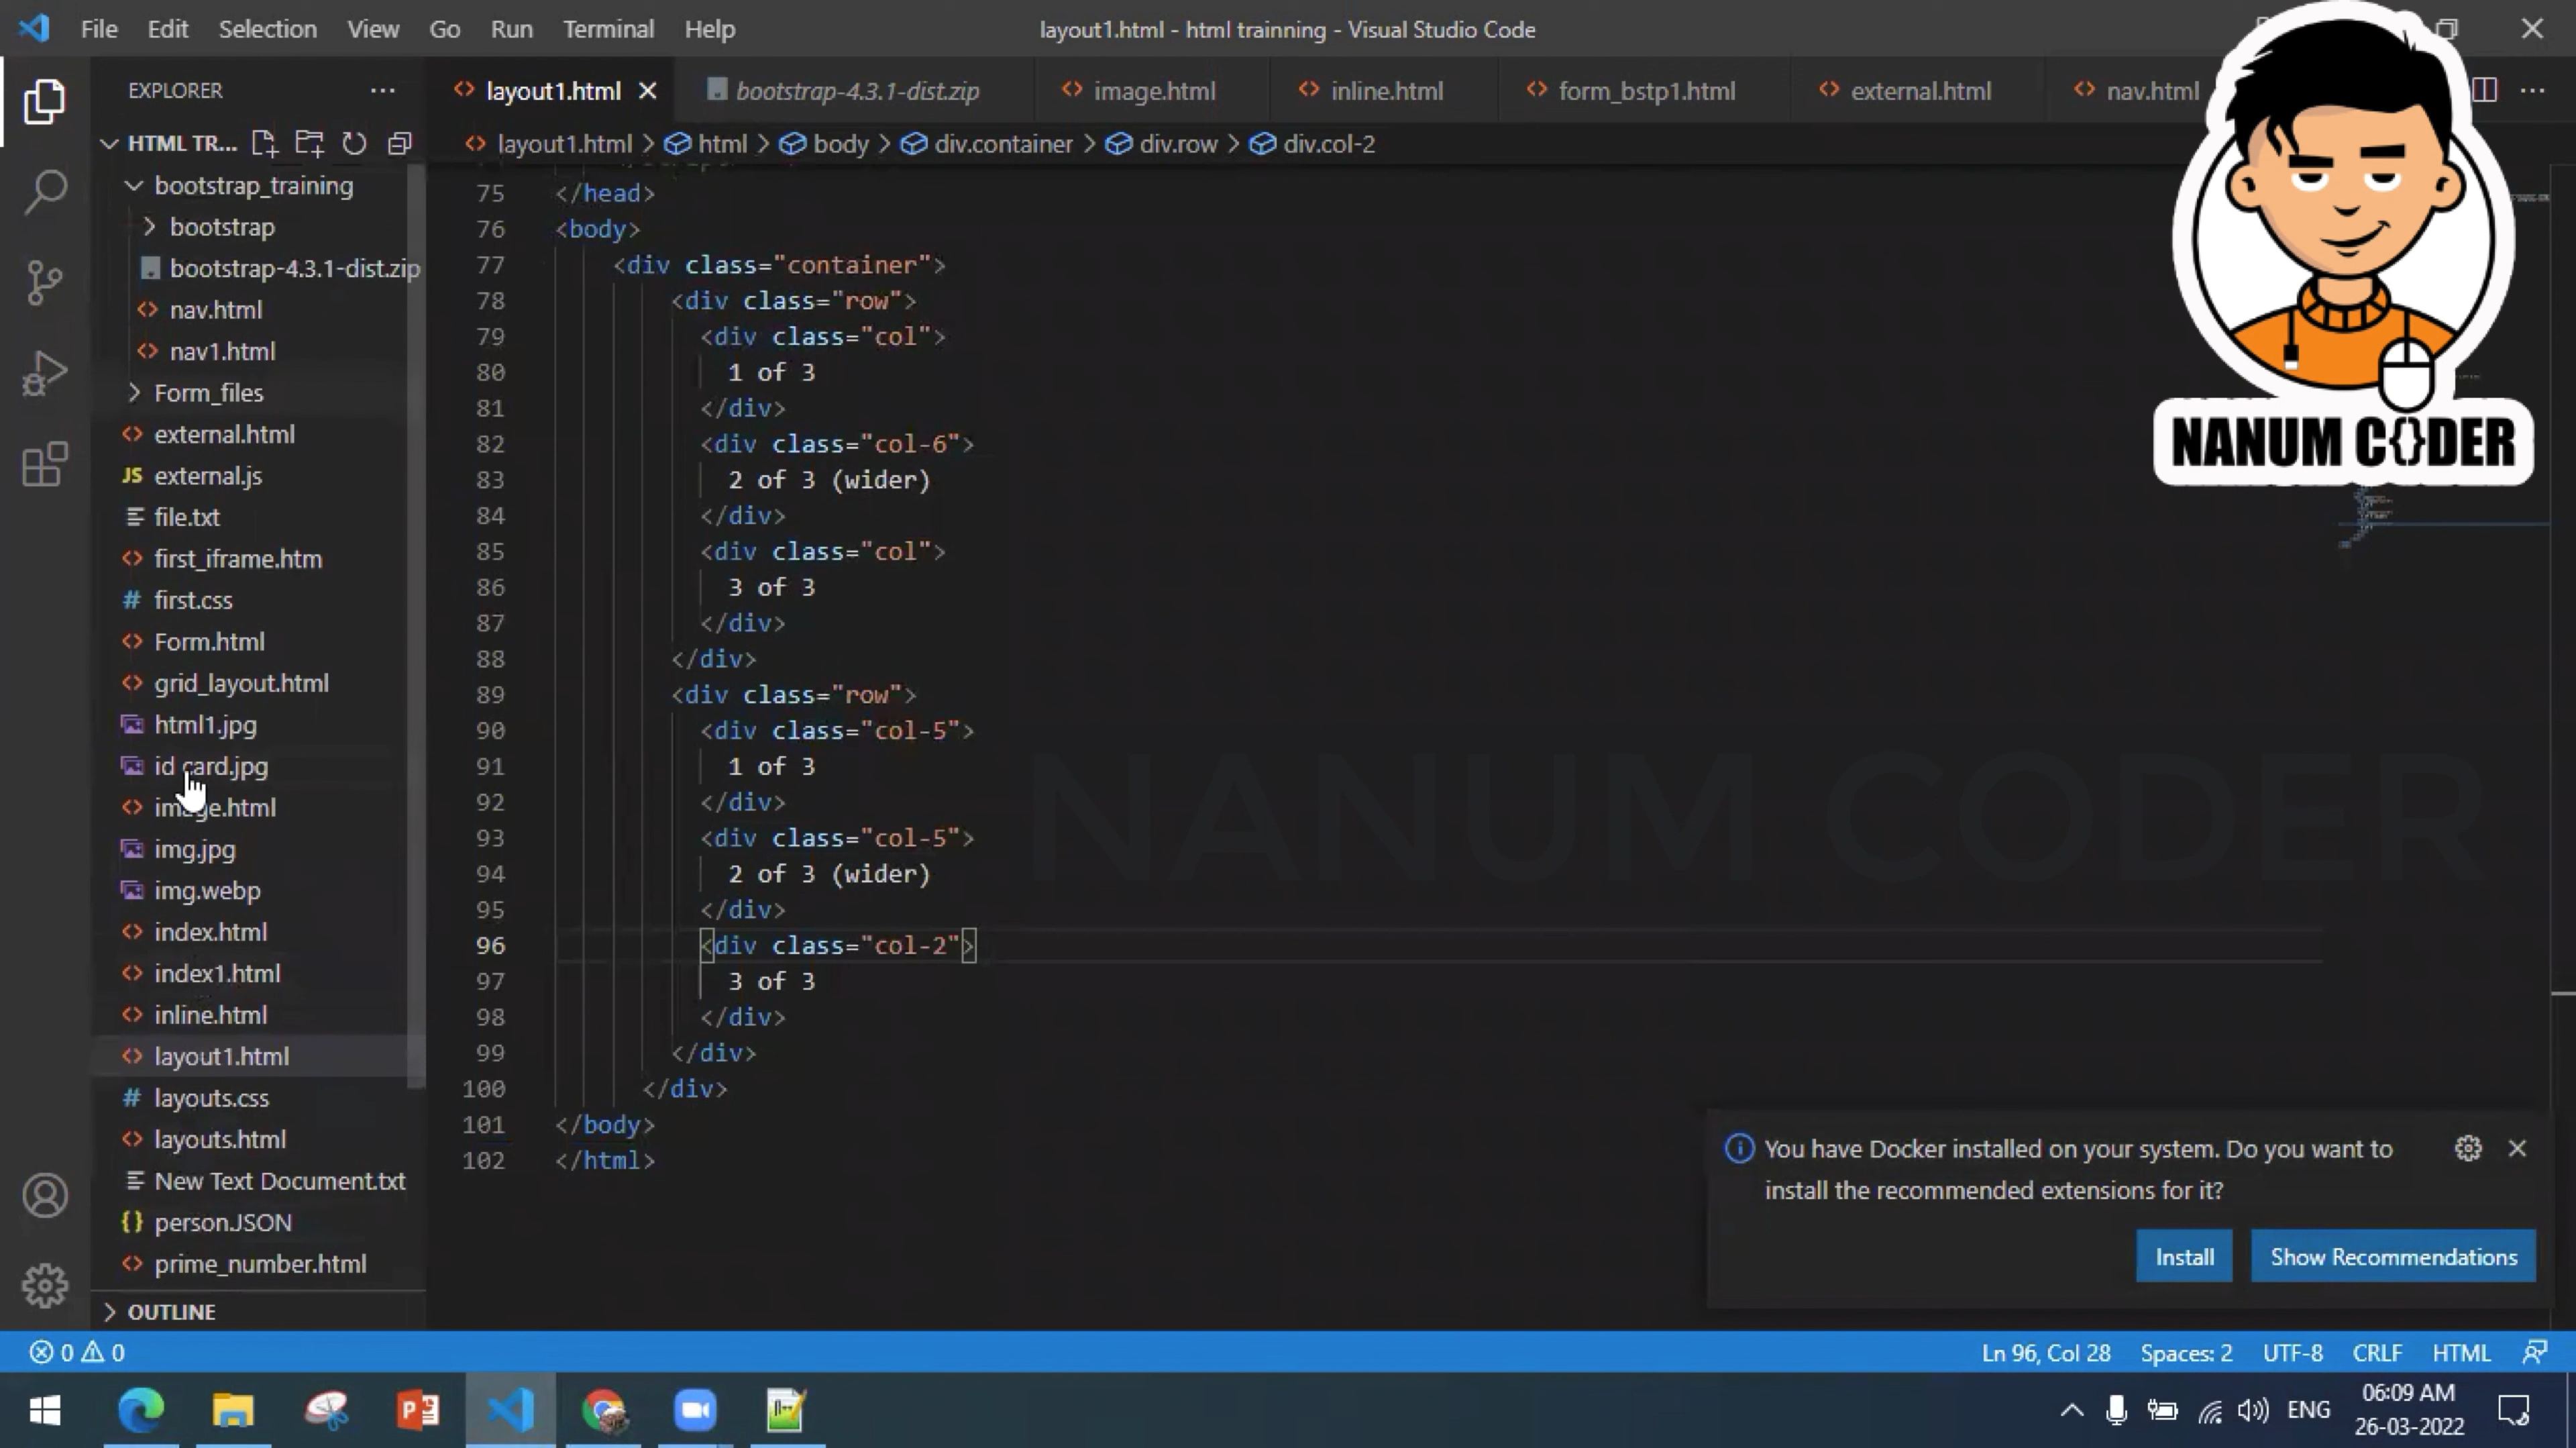 File Edit Selection View Go Run Terminal Help
layout1.html - html trainning - Visual Studio Code
EXPLORER
layout1.html
bootstrap-4.3.1-dist.zip
image.html
inline.html
form_bstp1.html
external.html
nav.html
HTML TR...
layout1.html > html > body > div.container > div.row > div.col-2
bootstrap_training
bootstrap
bootstrap-4.3.1-dist.zip
nav.html
nav1.html
Form_files
external.html
JS external.js
file.txt
first_iframe.htm
# first.css
Form.html
grid_layout.html
html1.jpg
id card.jpg
image.html
img.jpg
img.webp
index.html
index1.html
inline.html
layout1.html
# layouts.css
layouts.html
New Text Document.txt
{} person.JSON
prime_number.html
OUTLINE
75 </head>
76 <body>
77 <div class="container">
78 <div class="row">
79 <div class="col">
80 1 of 3
81 </div>
82 <div class="col-6">
83 2 of 3 (wider)
84 </div>
85 <div class="col">
86 3 of 3
87 </div>
88 </div>
89 <div class="row">
90 <div class="col-5">
91 1 of 3
92 </div>
93 <div class="col-5">
94 2 of 3 (wider)
95 </div>
96 <div class="col-2">
97 3 of 3
98 </div>
99 </div>
100 </div>
101 </body>
102 </html>
NANUM C{}DER
NANUM CODER
You have Docker installed on your system. Do you want to
install the recommended extensions for it?
Install
Show Recommendations
0 0
Ln 96, Col 28 Spaces: 2 UTF-8 CRLF HTML
ENG
06:09 AM
26-03-2022